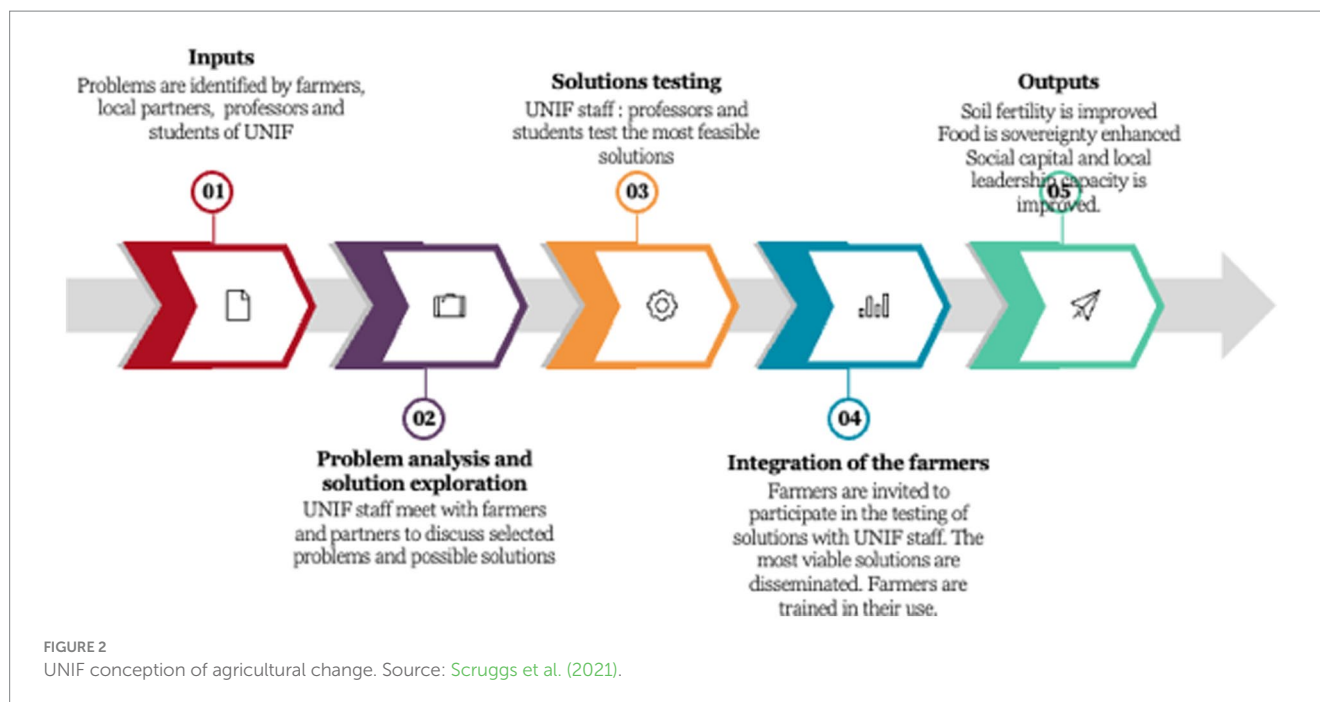 Inputs
Problems are identified by farmers,
local partners, professors and
students of UNIF
01
Problem analysis and
solution exploration
UNIF staff meet with farmers
and partners to discuss selected
problems and possible solutions
02
Solutions testing
UNIF staff : professors and
students test the most feasible
solutions
03
Integration of the farmers
Farmers are invited to
participate in the testing of
solutions with UNIF staff. The
most viable solutions are
disseminated. Farmers are
trained in their use.
04
Outputs
Soil fertility is improved
Food is sovereignty enhanced
Social capital and local
leadership capacity is
improved.
05
FIGURE 2
UNIF conception of agricultural change. Source: Scruggs et al. (2021).